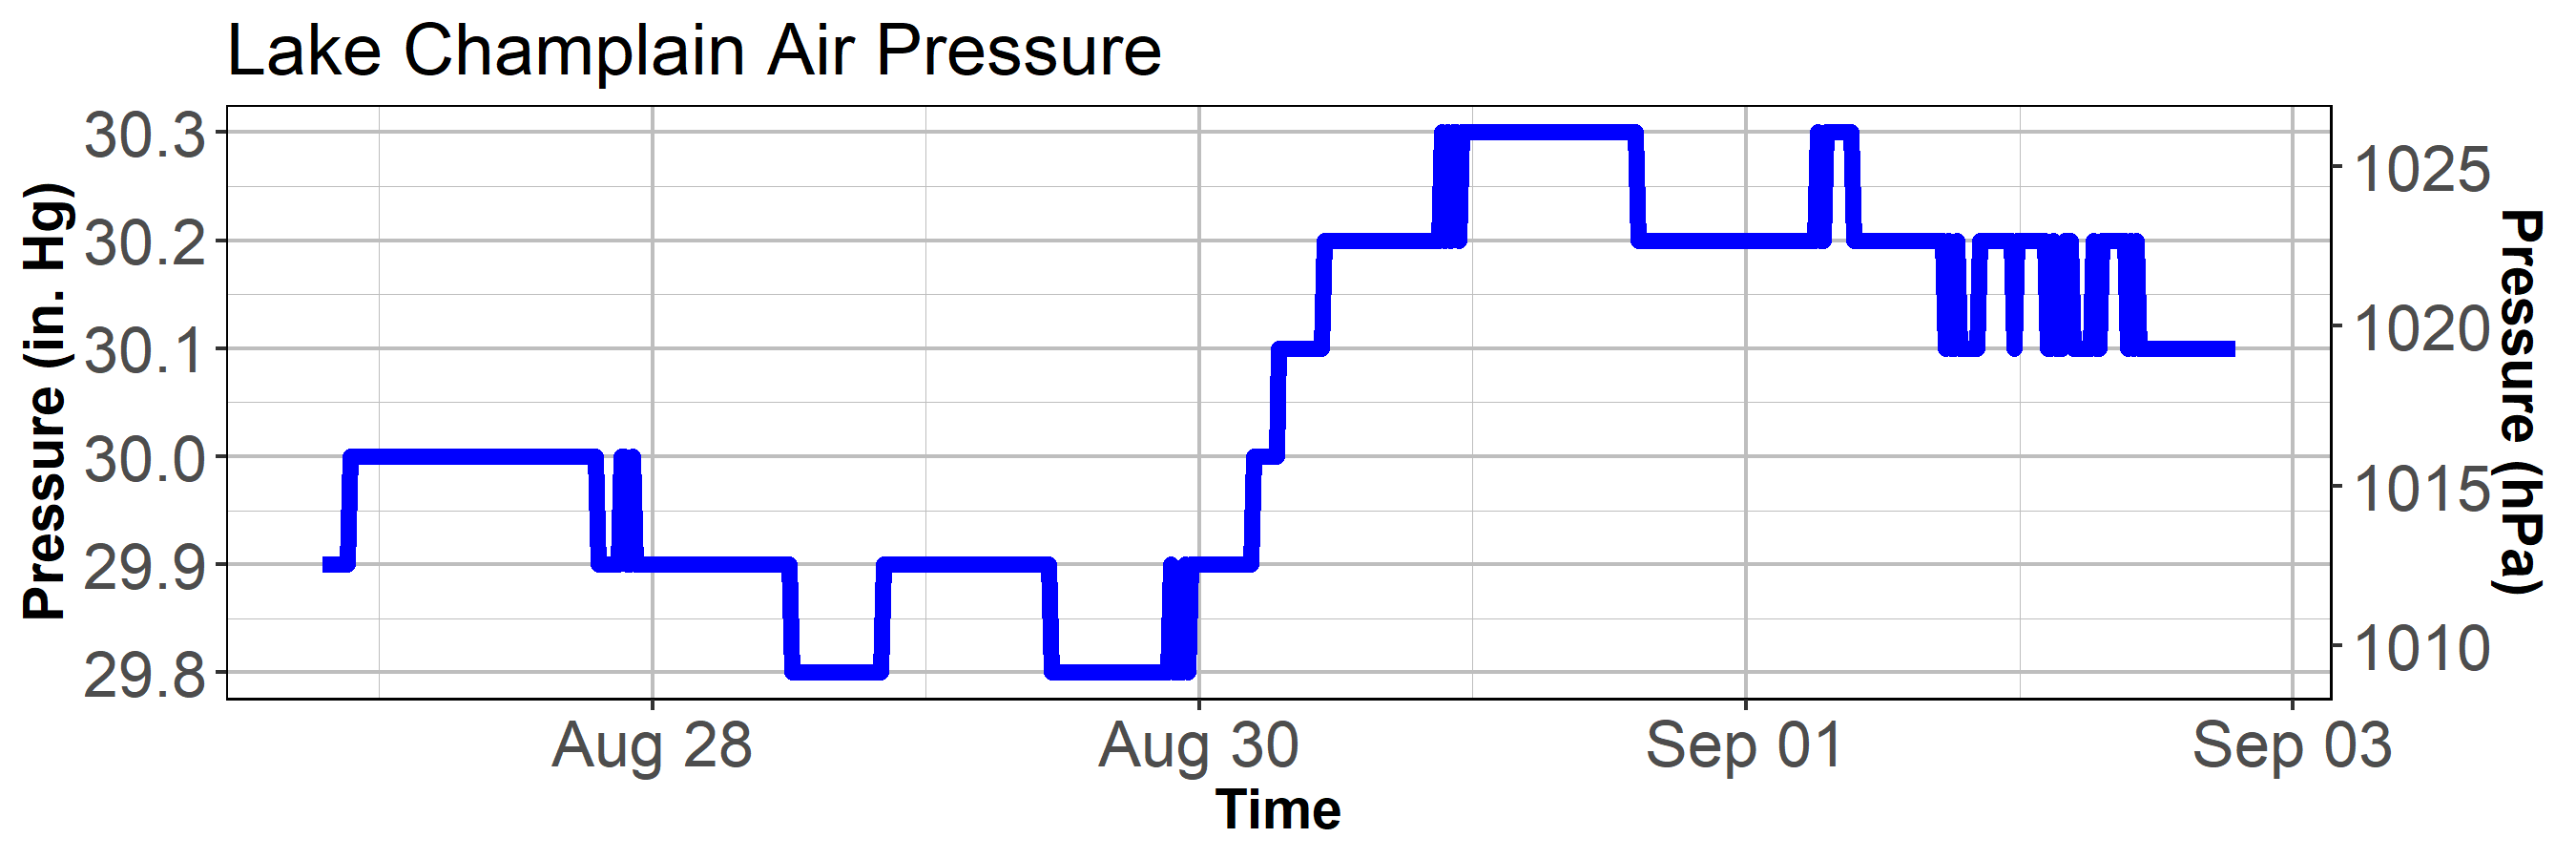 Lake Champlain Air Pressure
Pressure (in. Hg)
30.3
30.2
30.1
30.0
29.9
29.8
1025
1020
1015
1010
Pressure (hPa)
Aug 28 Aug 30 Sep 01 Sep 03
Time